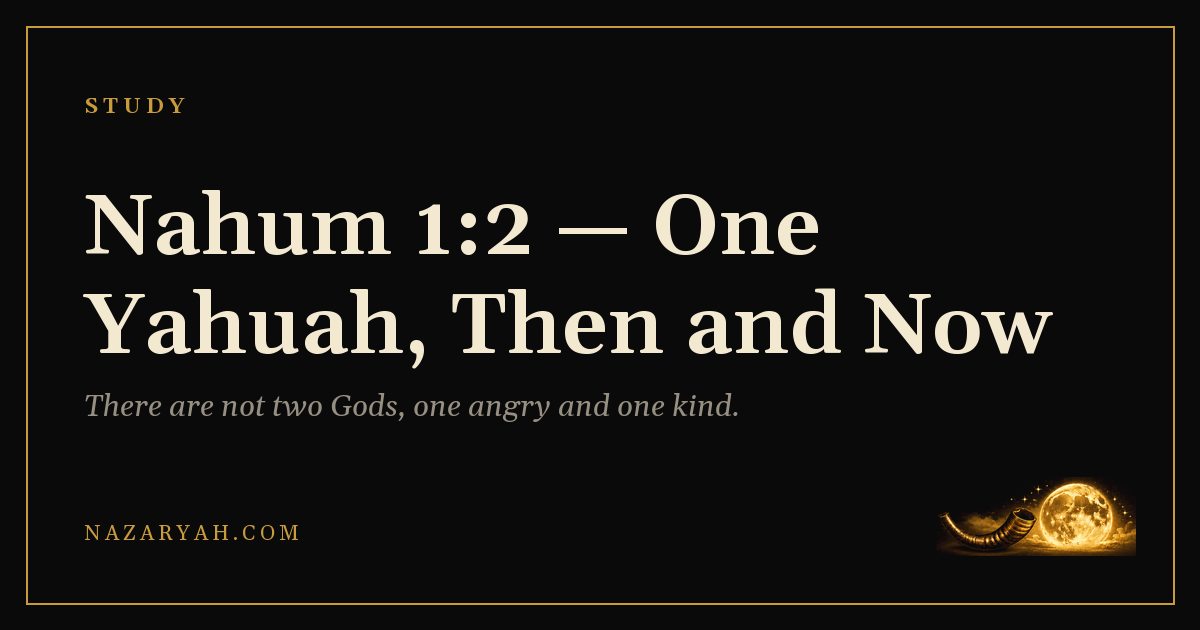 STUDY
Nahum 1:2 — One
Yahuah, Then and Now
There are not two Gods, one angry and one kind.
NAZARYAH.COM